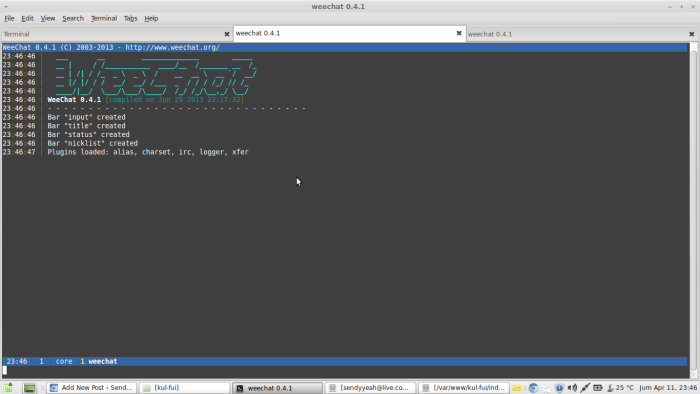 weechat 0.4.1
File Edit View Search Terminal Tabs Help
Terminal weechat 0.4.1 weechat 0.4.1
WeeChat 0.4.1 (C) 2003-2013 - http://www.weechat.org/
23:46:46
23:46:46
23:46:46
23:46:46
23:46:46
23:46:46 WeeChat 0.4.1 [compiled on Jun 29 2013 23:17:32]
23:46:46 - - - - - - - - - - - - - - - - - - - - - - - - - - - - - - - - - -
23:46:46 Bar "input" created
23:46:46 Bar "title" created
23:46:46 Bar "status" created
23:46:46 Bar "nicklist" created
23:46:47 Plugins loaded: alias, charset, irc, logger, xfer
23:46 1 core 1 weechat
Add New Post ‹ Send... [kul-fui] weechat 0.4.1 [sendyyeah@live.co... [/var/www/kul-fui/ind... 25 °C Jum Apr 11, 23:46